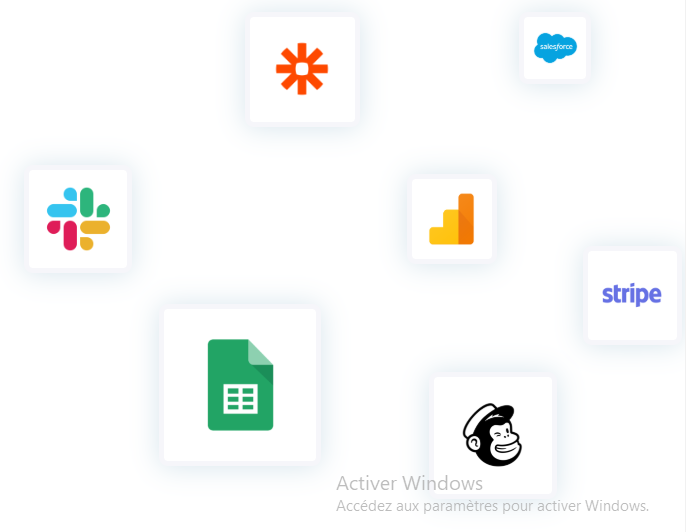 salesforce
stripe
Activer Windows
Accédez aux paramètres pour activer Windows.